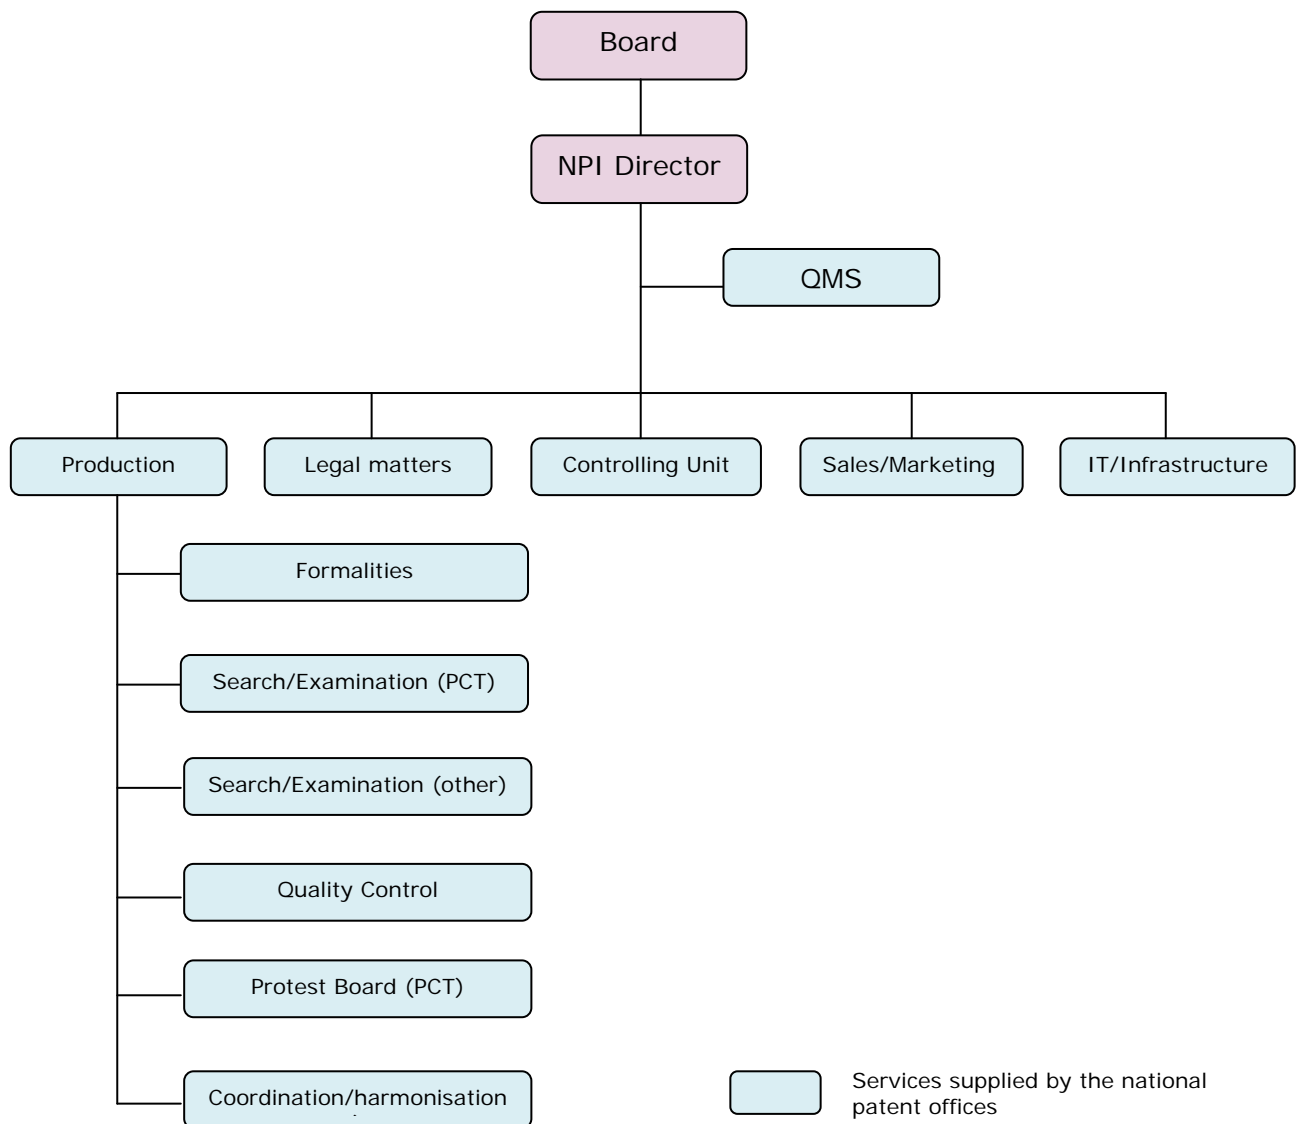 Board
NPI Director
QMS
Production
Legal matters
Controlling Unit
Sales/Marketing
IT/Infrastructure
Formalities
Search/Examination (PCT)
Search/Examination (other)
Quality Control
Protest Board (PCT)
Coordination/harmonisation
Services supplied by the national
patent offices